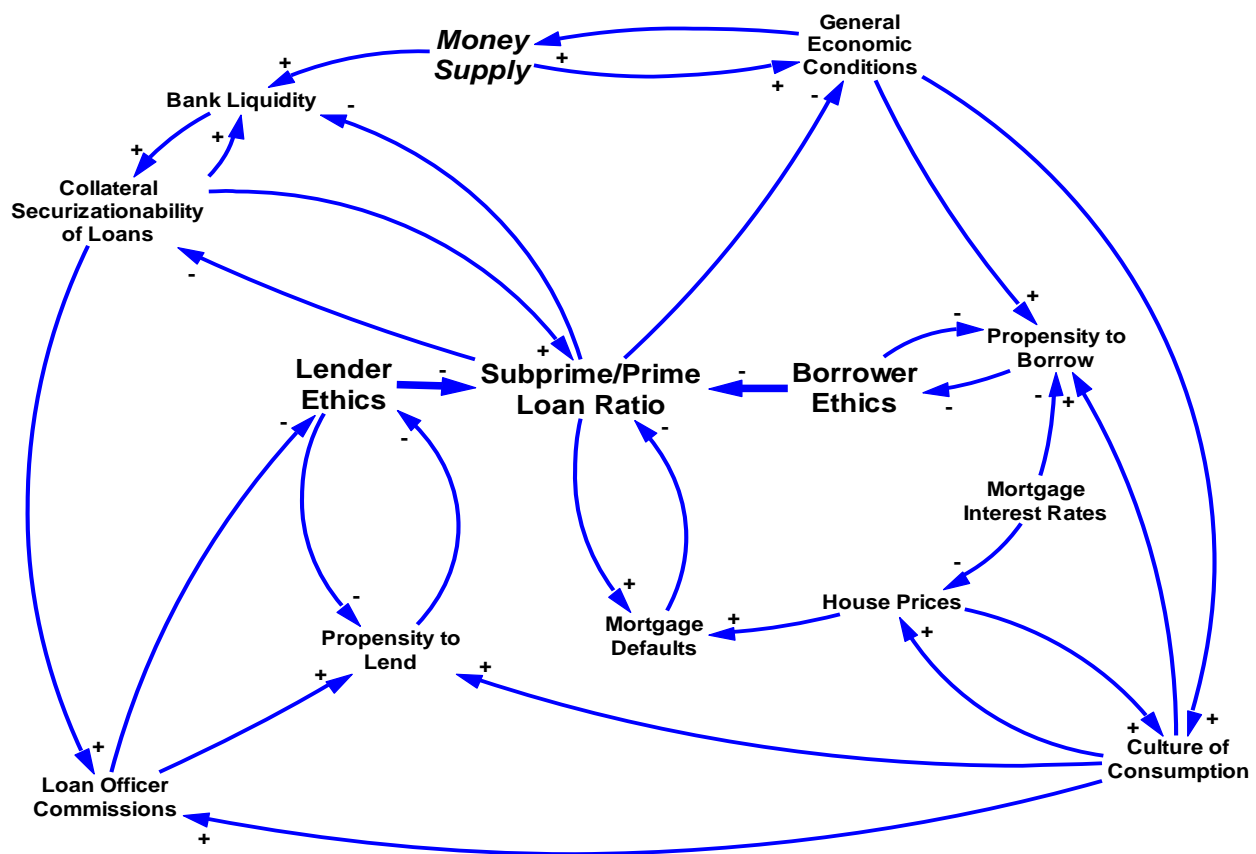 General
Economic
Conditions
Money
Supply
+
+
+
-
Bank Liquidity
-
+
+
Collateral
Securizationability
of Loans
-
+
+
-
Propensity to
Borrow
Lender
Ethics
-
Subprime/Prime
Loan Ratio
-
Borrower
Ethics
-
-
+
-
-
-
Mortgage
Interest Rates
-
-
+
House Prices
+
+
Mortgage
Defaults
Propensity to
Lend
+
+
+
+
Culture of
Consumption
+
Loan Officer
Commissions
+